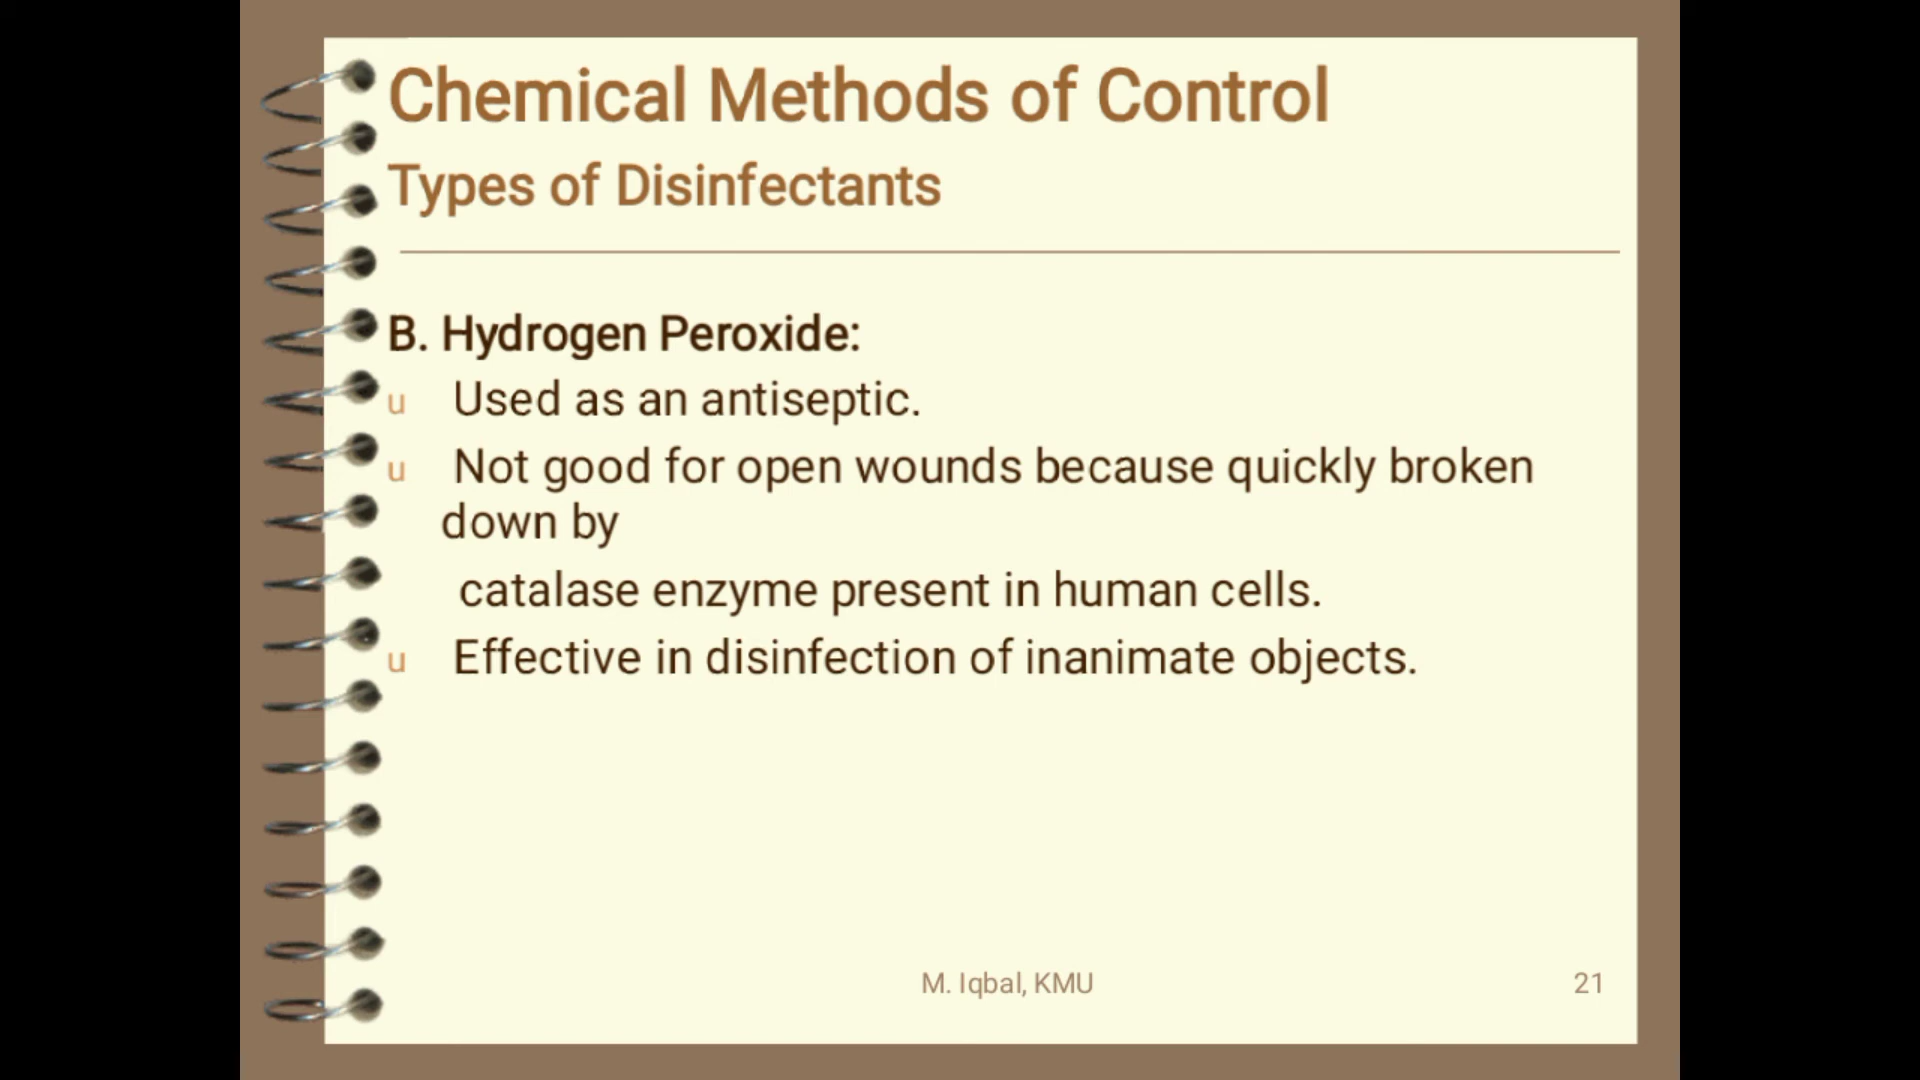 Chemical Methods of Control
Types of Disinfectants
B. Hydrogen Peroxide:
u Used as an antiseptic.
u Not good for open wounds because quickly broken
down by
catalase enzyme present in human cells.
u Effective in disinfection of inanimate objects.
M. Iqbal, KMU
21